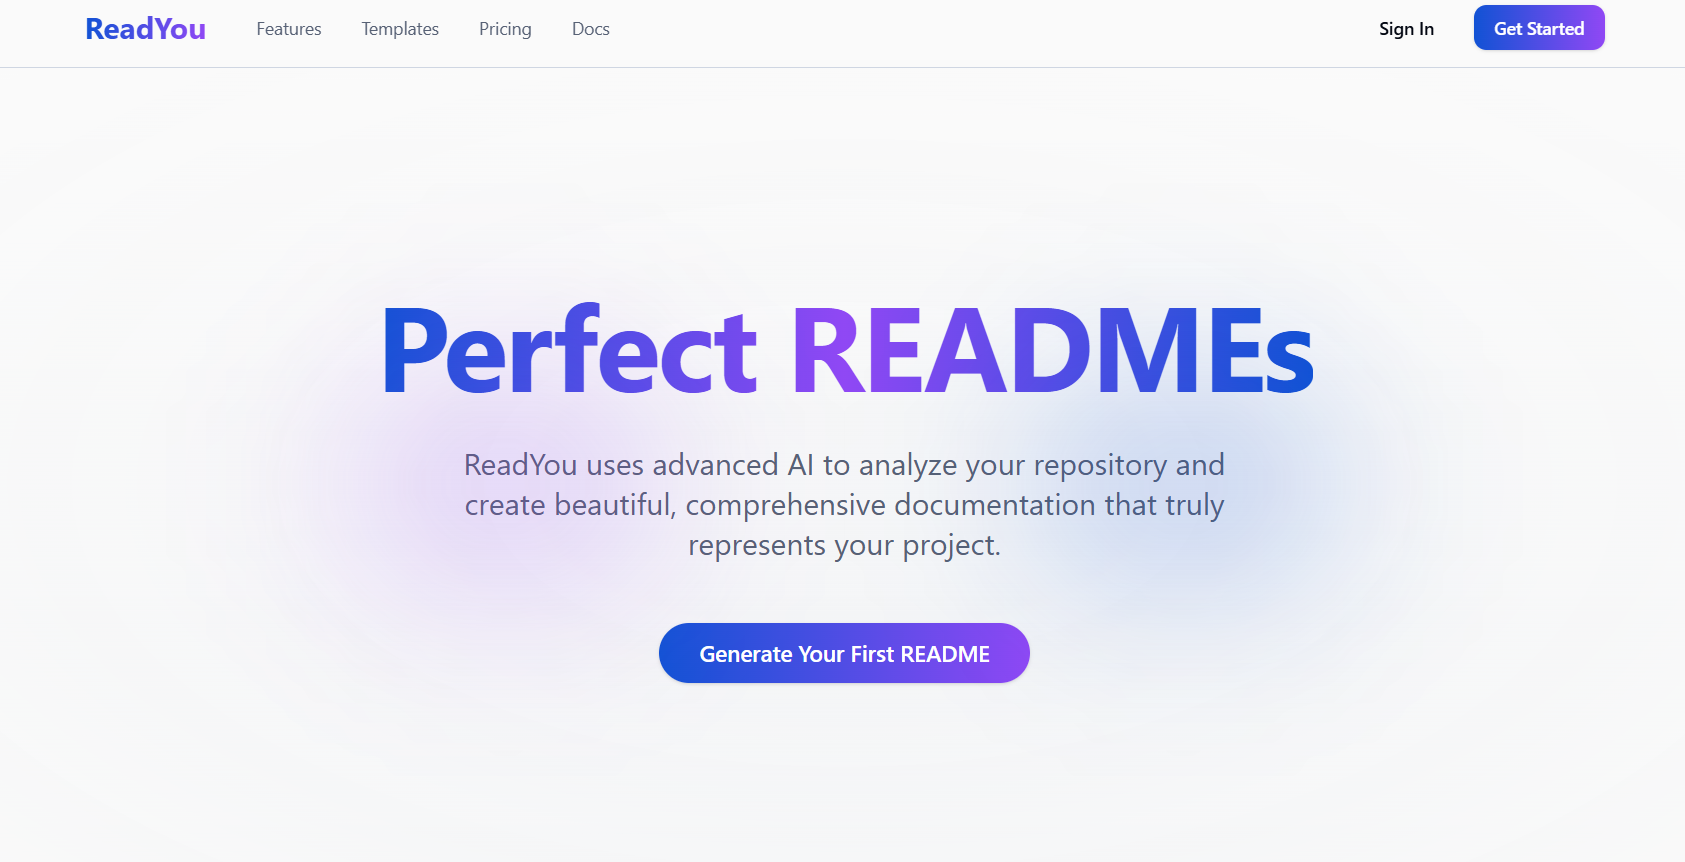 ReadYou
Features
Templates
Pricing
Docs
Sign In
Get Started
Perfect READMEs
ReadYou uses advanced AI to analyze your repository and
create beautiful, comprehensive documentation that truly
represents your project.
Generate Your First README